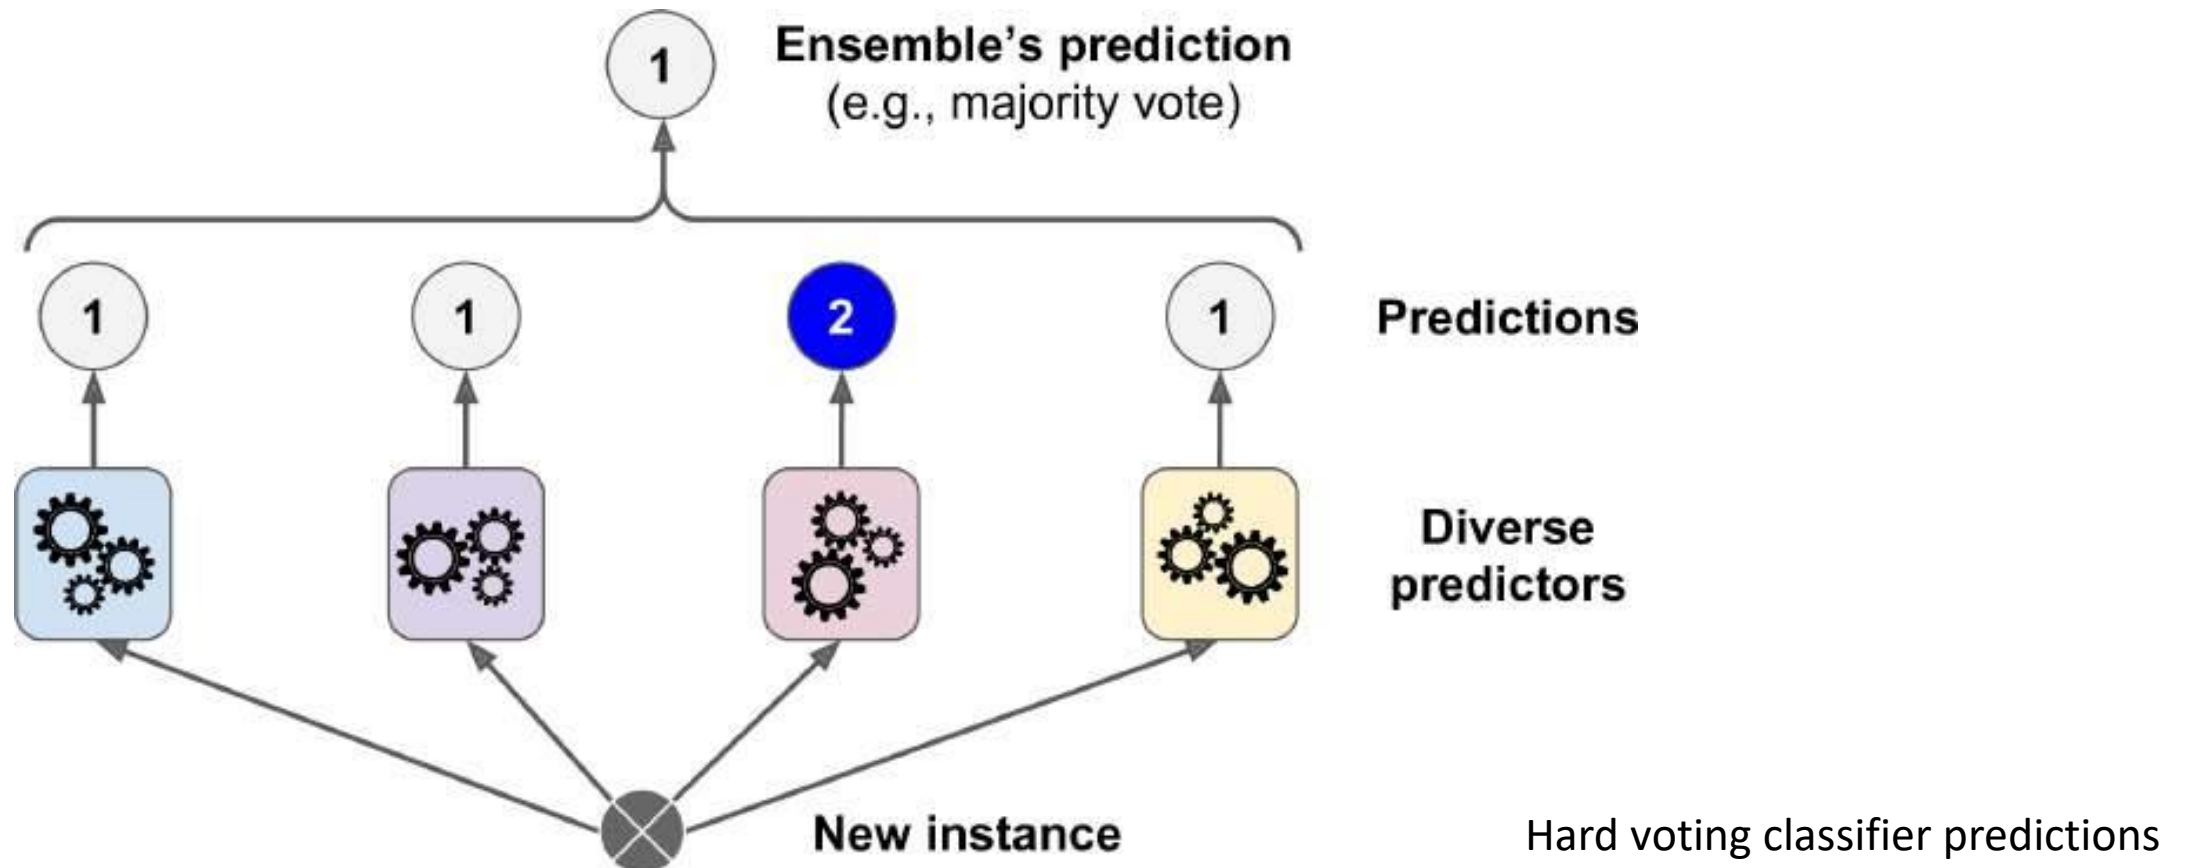 1
Ensemble’s prediction
(e.g., majority vote)
1
1
2
1
Predictions
Diverse
predictors
New instance
Hard voting classifier predictions